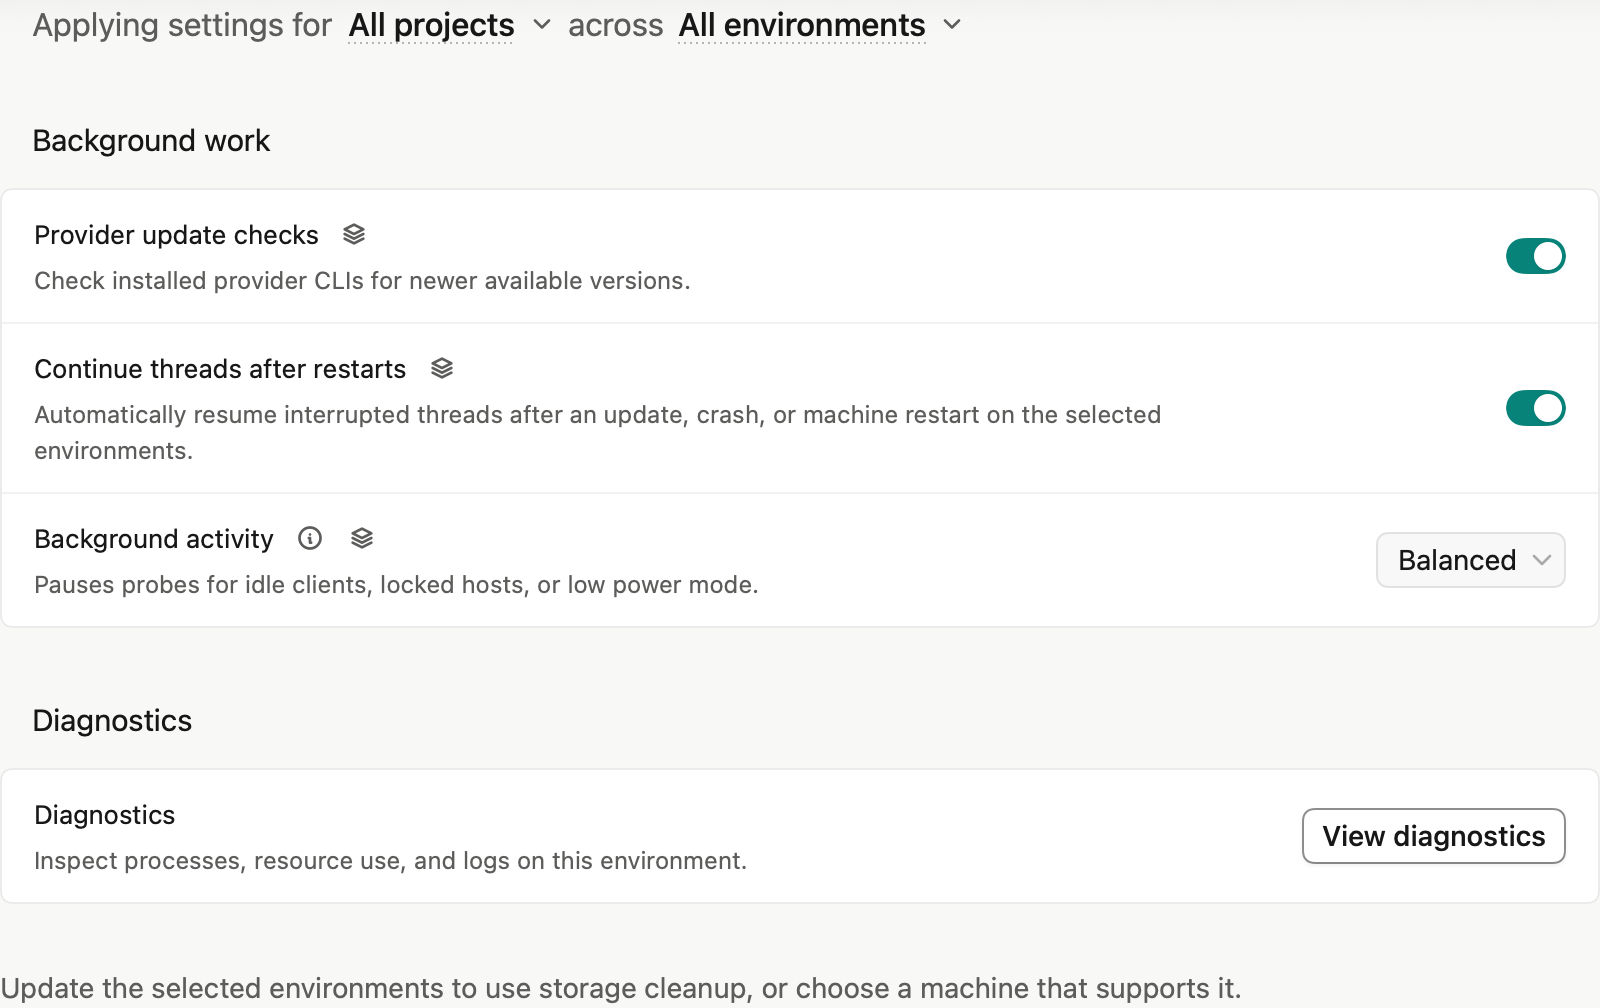 Applying settings for All projects across All environments
Background work
Provider update checks
Check installed provider CLIs for newer available versions.
Continue threads after restarts
Automatically resume interrupted threads after an update, crash, or machine restart on the selected
environments.
Background activity
Pauses probes for idle clients, locked hosts, or low power mode.
Balanced
Diagnostics
Diagnostics
Inspect processes, resource use, and logs on this environment.
View diagnostics
Update the selected environments to use storage cleanup, or choose a machine that supports it.